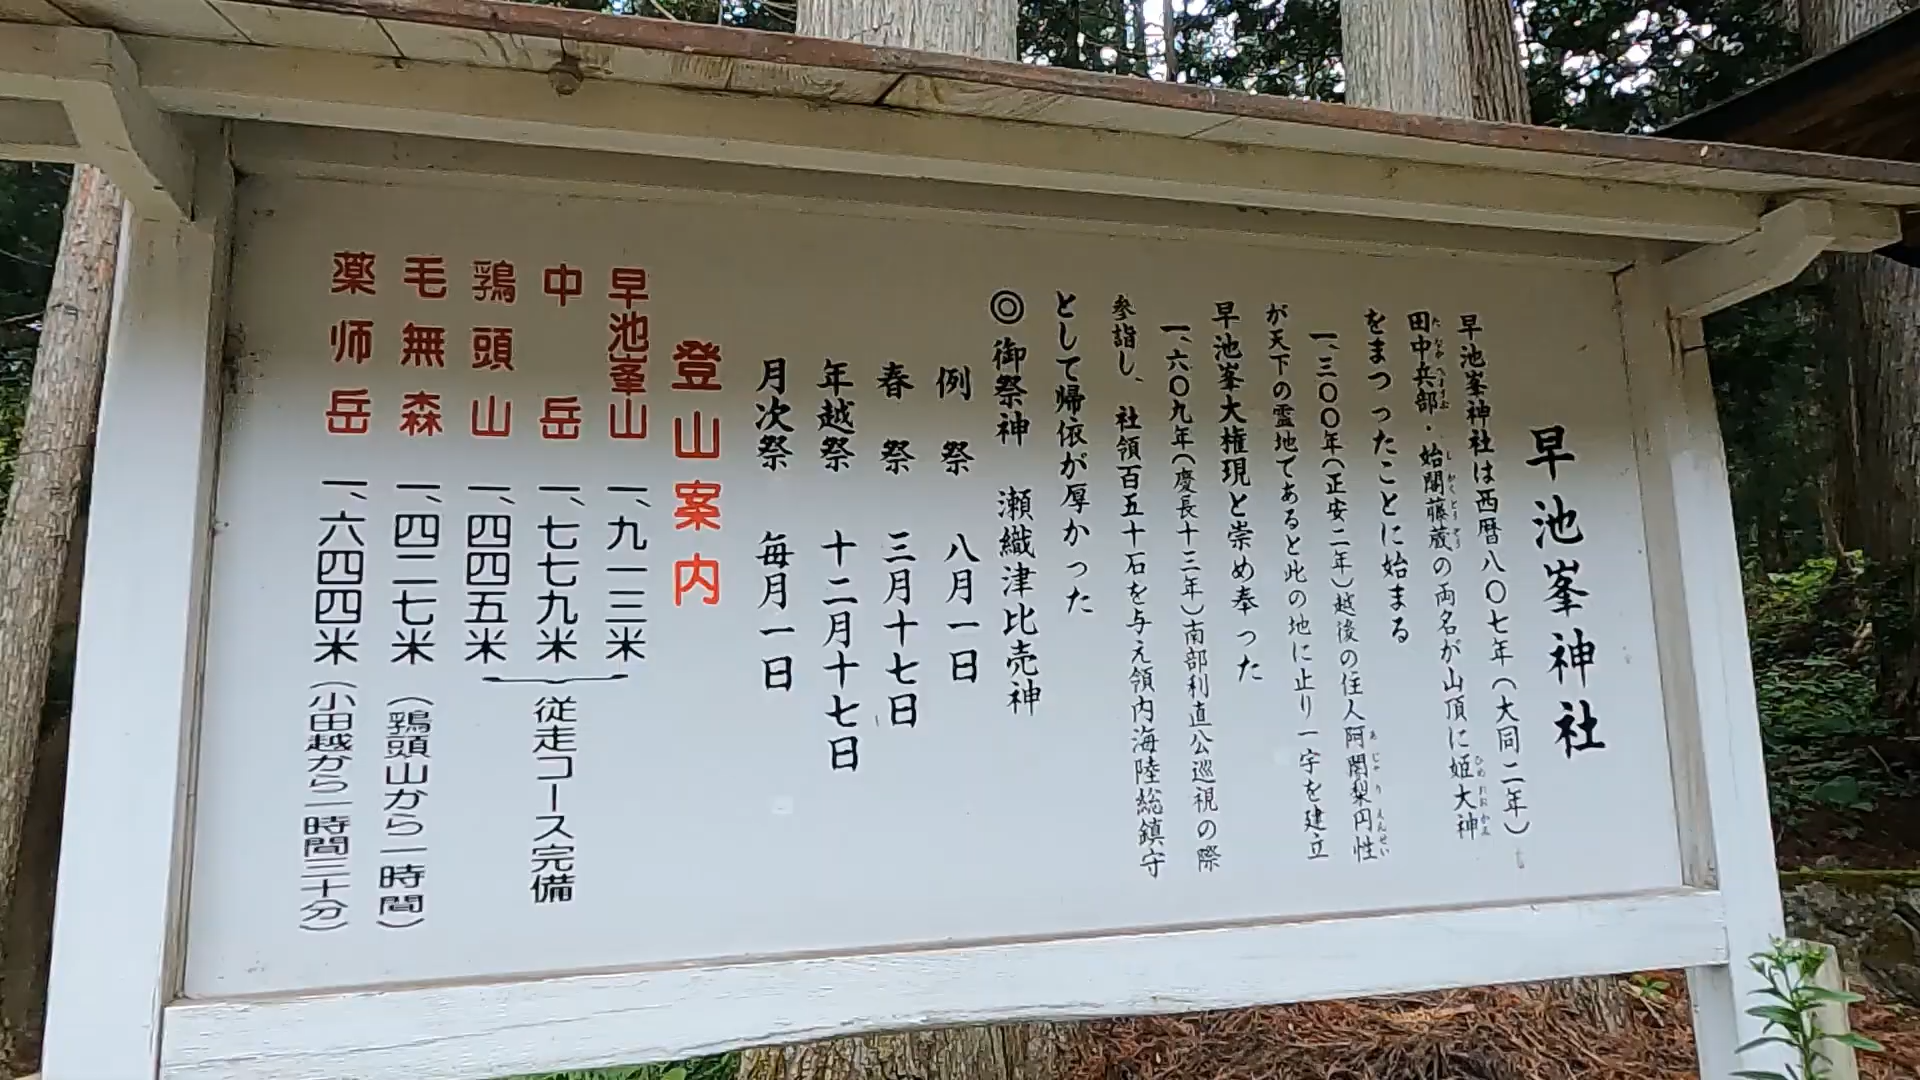 早池峯神社
早池峯神社は西暦八〇七年（大同二年）
田中兵部・始閣藤蔵の両名が山頂に姫大神
をまつったことに始まる
一、三〇〇年（正安二年）越後の住人阿闍梨円性
が天下の霊地であると此の地に止り一宇を建立
早池峯大権現と崇め奉った
一、六〇九年（慶長十三年）南部利直公巡視の際
参詣し、社領百五十石を与え領内海陸総鎮守
として帰依が厚かった
◎御祭神 瀬織津比売神
例祭 八月一日
春祭 三月十七日
年越祭 十二月十七日
月次祭 毎月一日
登山案内
早池峯山 一、九一三米
中岳 一、七七九米
鶏頭山 一、四四五米
従走コース完備
毛無森 一、四二七米（鶏頭山から一時間）
薬师岳 一、六四四米（小田越から一時間三十分）